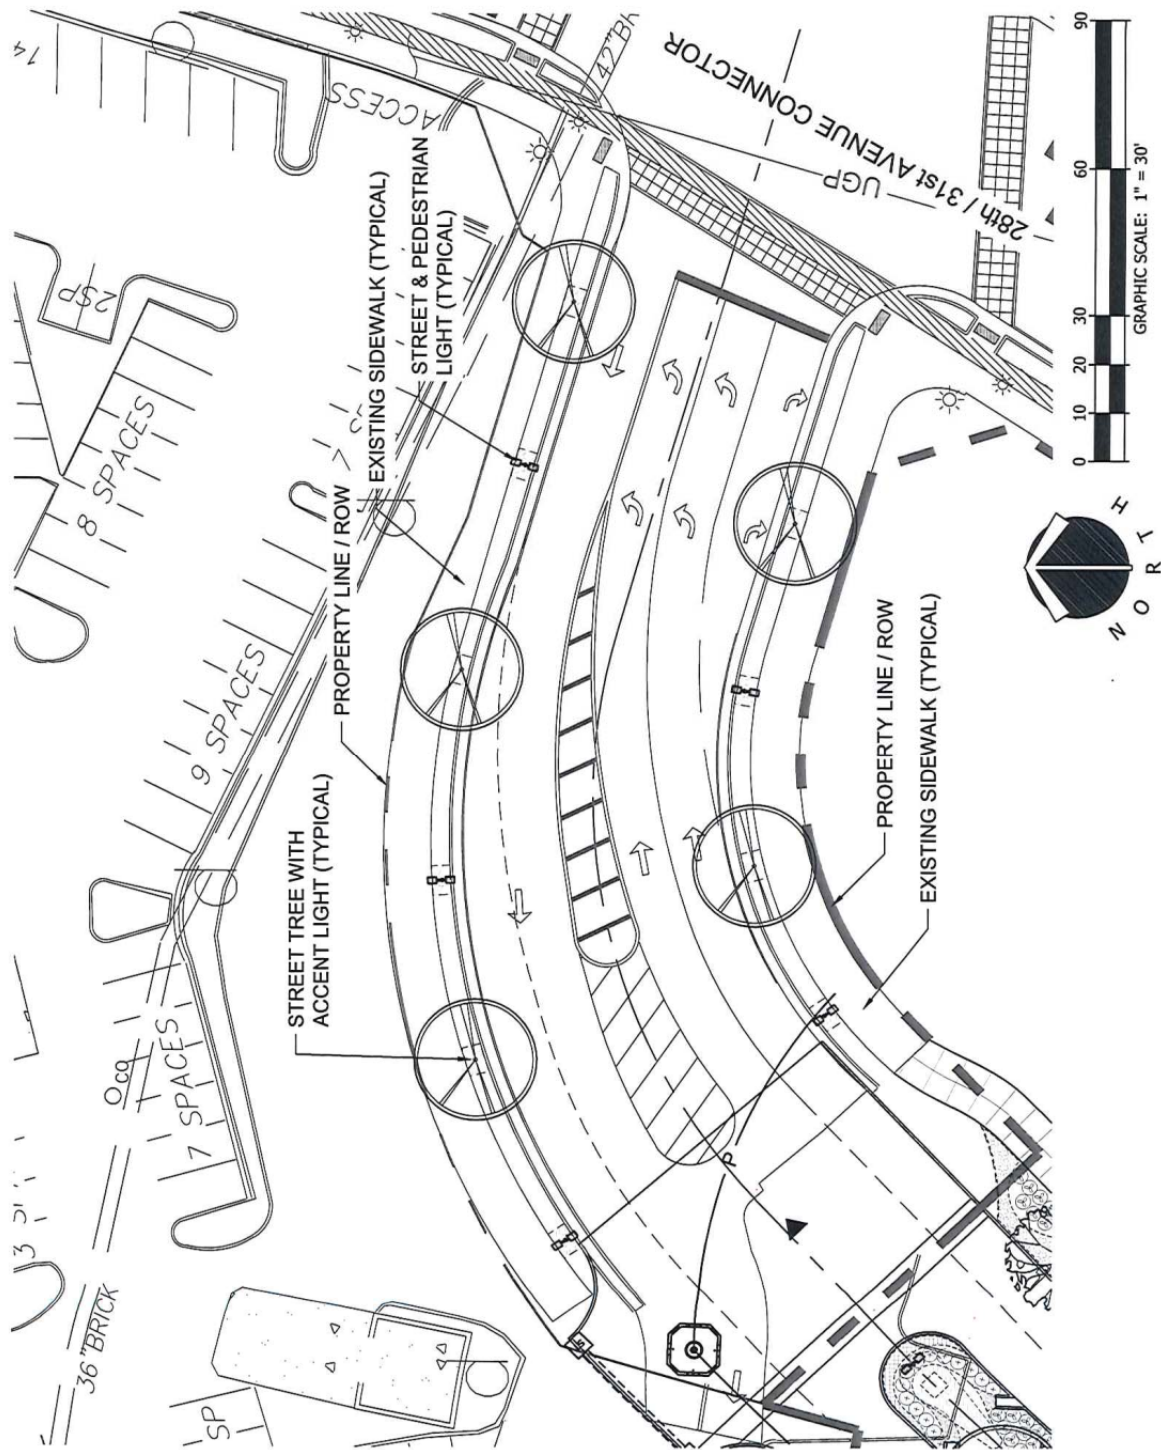 14
ACCESS
42"BR
28th / 31st AVENUE CONNECTOR
UGP
2SP
EXISTING SIDEWALK (TYPICAL)
STREET & PEDESTRIAN
LIGHT (TYPICAL)
8 SPACES
PROPERTY LINE / ROW
9 SPACES
STREET TREE WITH
ACCENT LIGHT (TYPICAL)
CO
7 SPACES
36"BRICK
SP
P
PROPERTY LINE / ROW
EXISTING SIDEWALK (TYPICAL)
0 10 20 30 60 90
GRAPHIC SCALE: 1" = 30'
NORTH